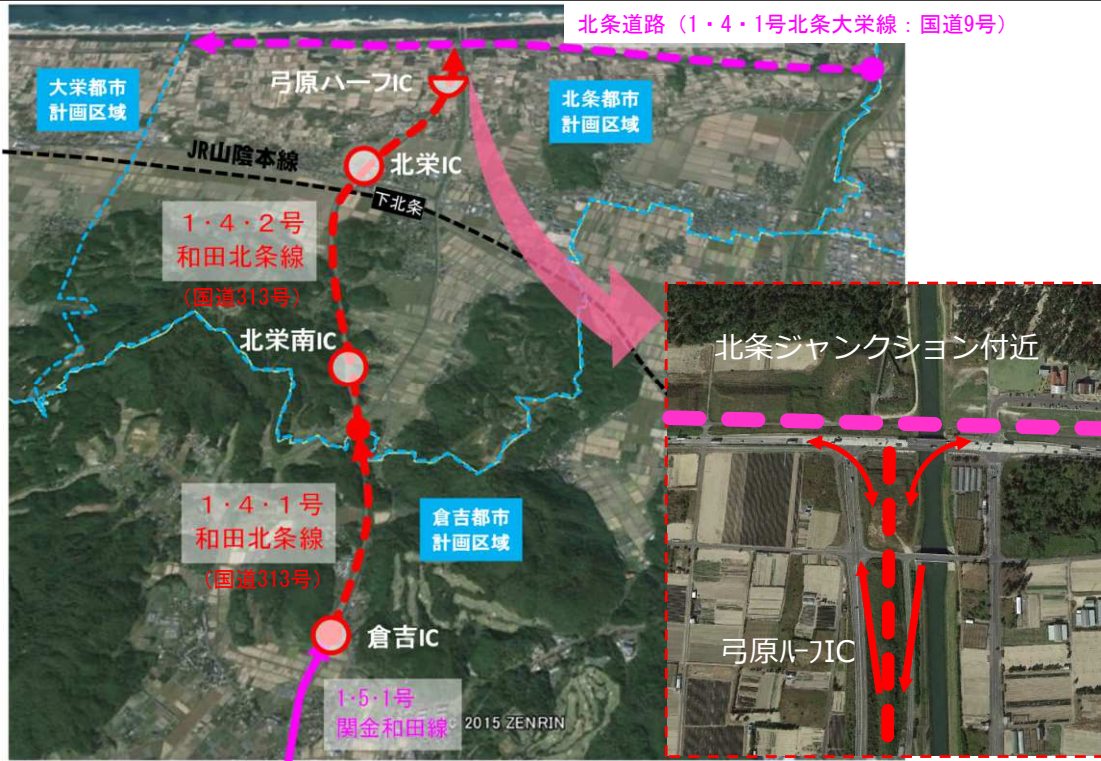 北条道路（1・4・1号北条大栄線：国道9号）
大栄都市
計画区域
弓原ハーフIC
北条都市
計画区域
JR山陰本線
北栄IC
下北条
１・４・２号
和田北条線
（国道313号）
北栄南IC
北条ジャンクション付近
１・４・１号
和田北条線
（国道313号）
倉吉都市
計画区域
倉吉IC
弓原ﾊｰﾌIC
1・5・1号
関金和田線
2015 ZENRIN